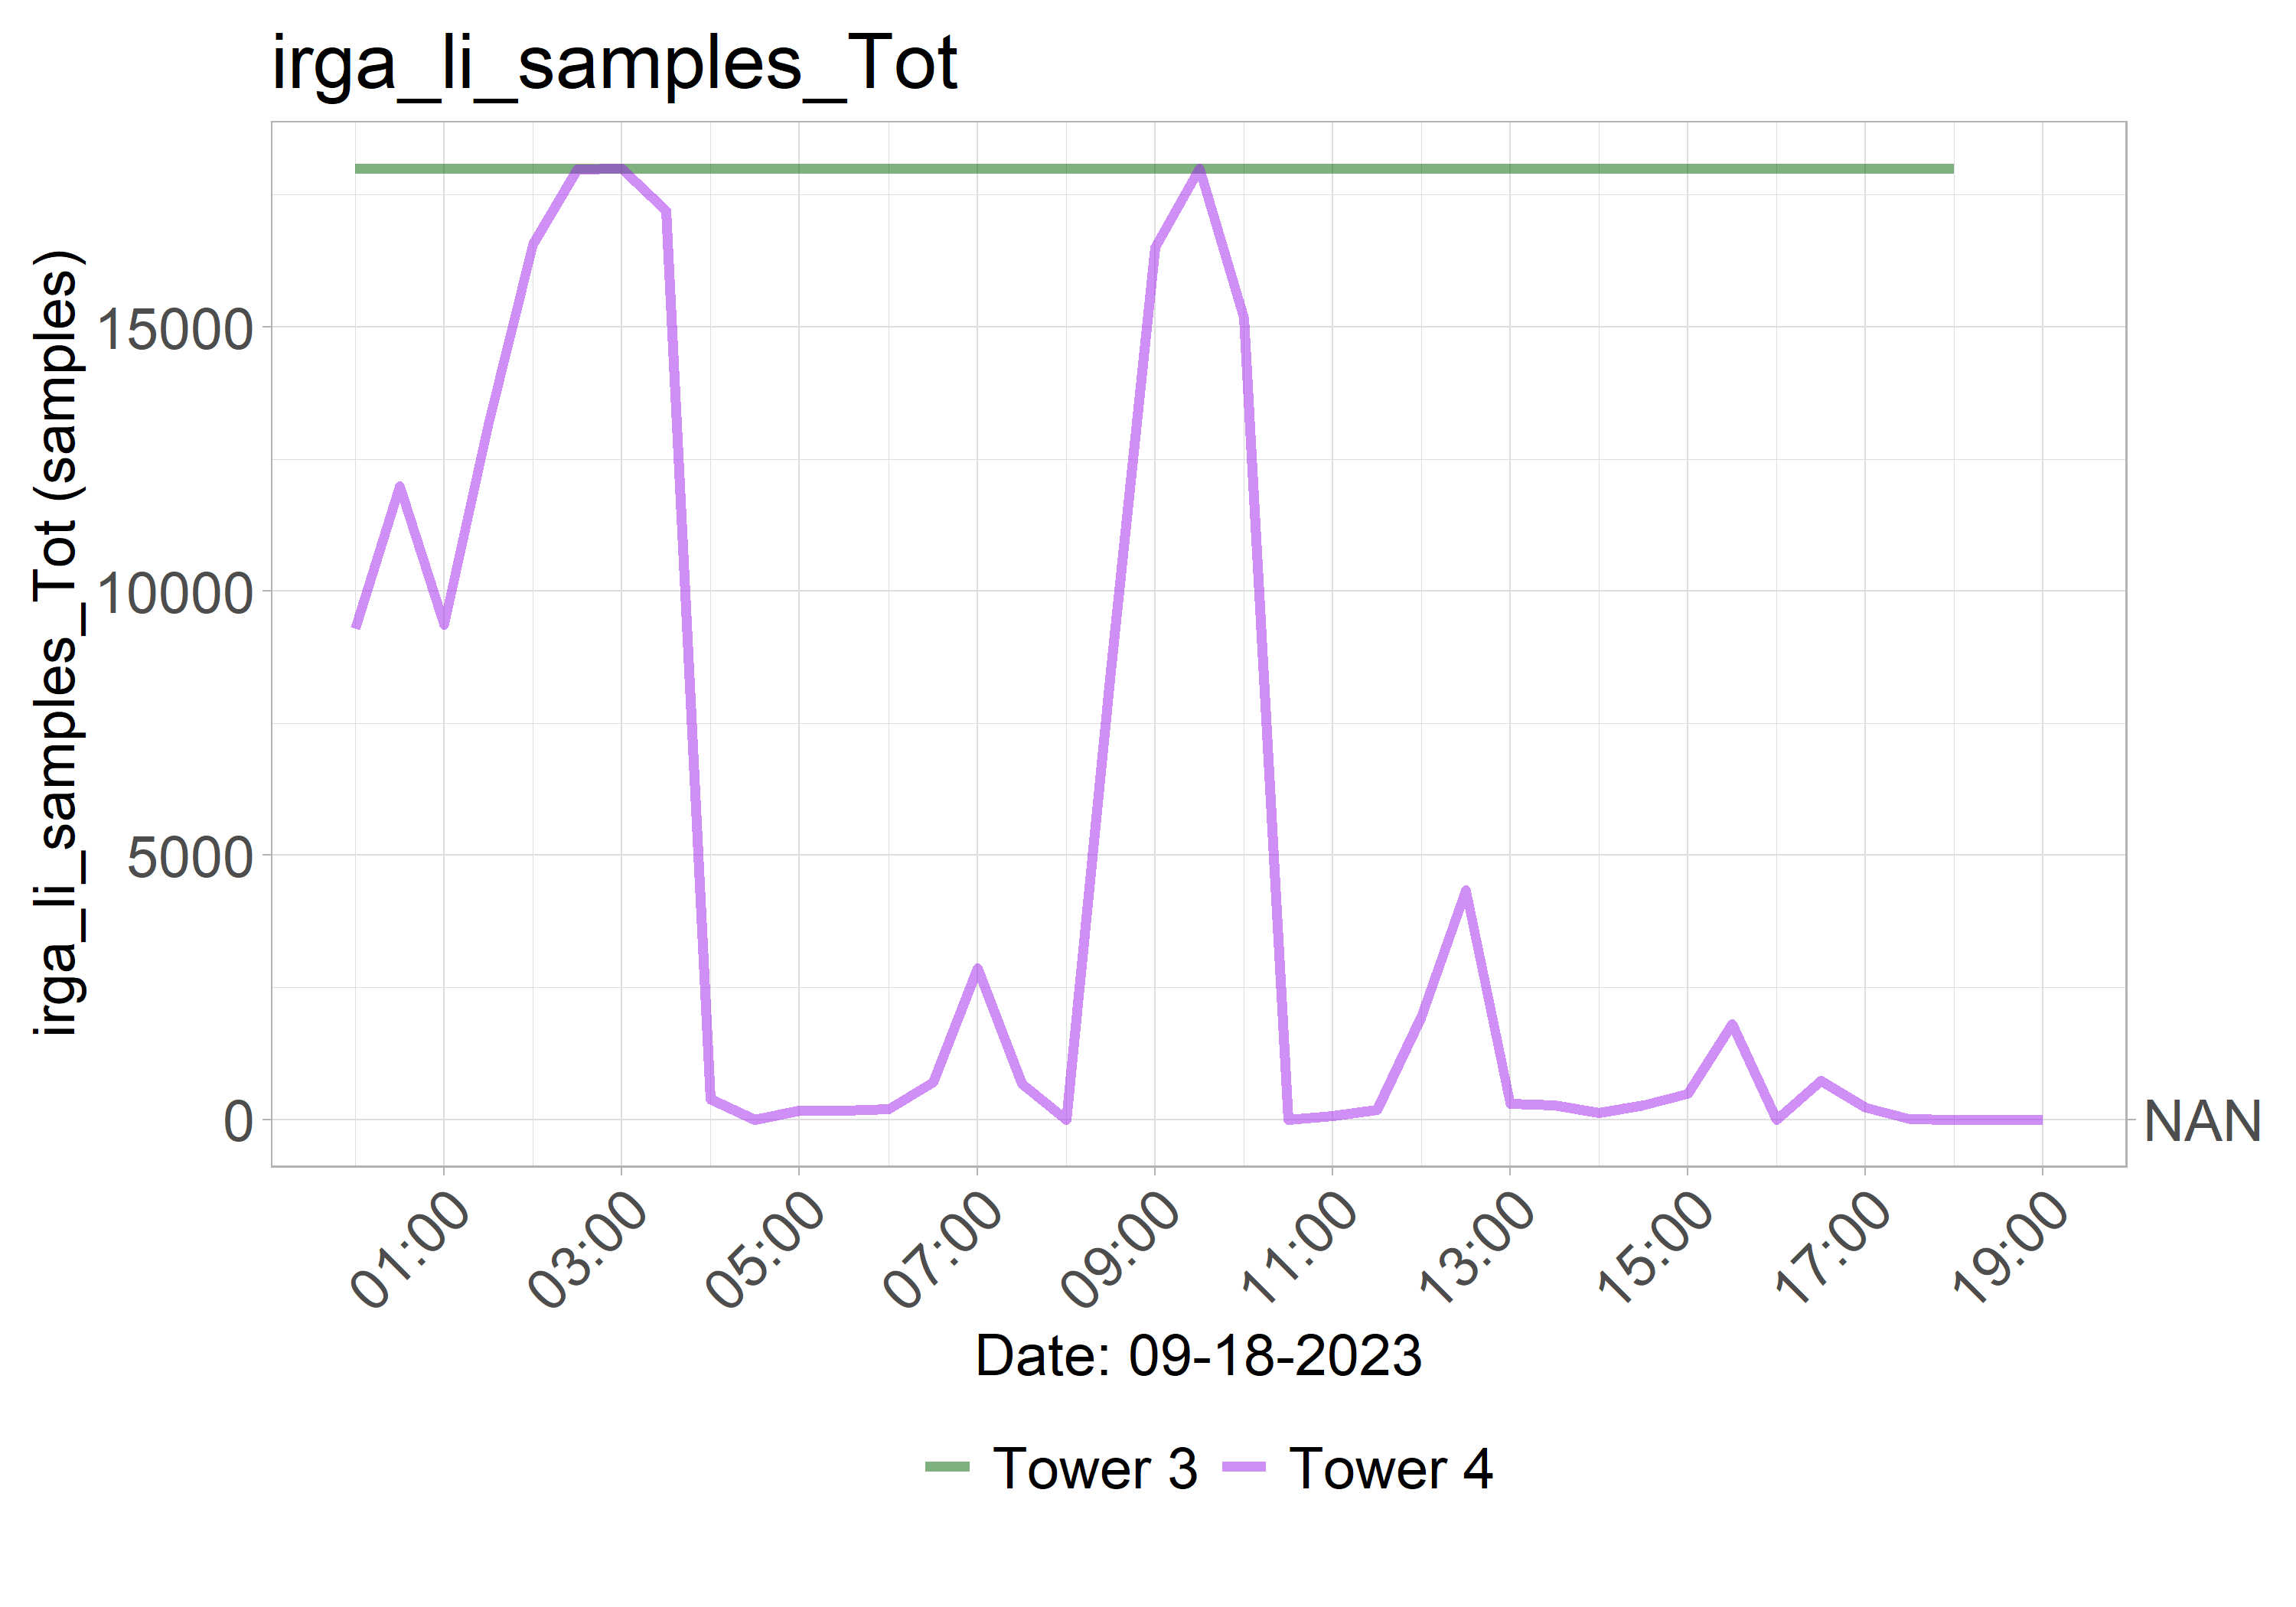 irga_li_samples_Tot
irga_li_samples_Tot (samples)
15000
10000
5000
0
NAN
01:00
03:00
05:00
07:00
09:00
11:00
13:00
15:00
17:00
19:00
Date: 09-18-2023
Tower 3
Tower 4